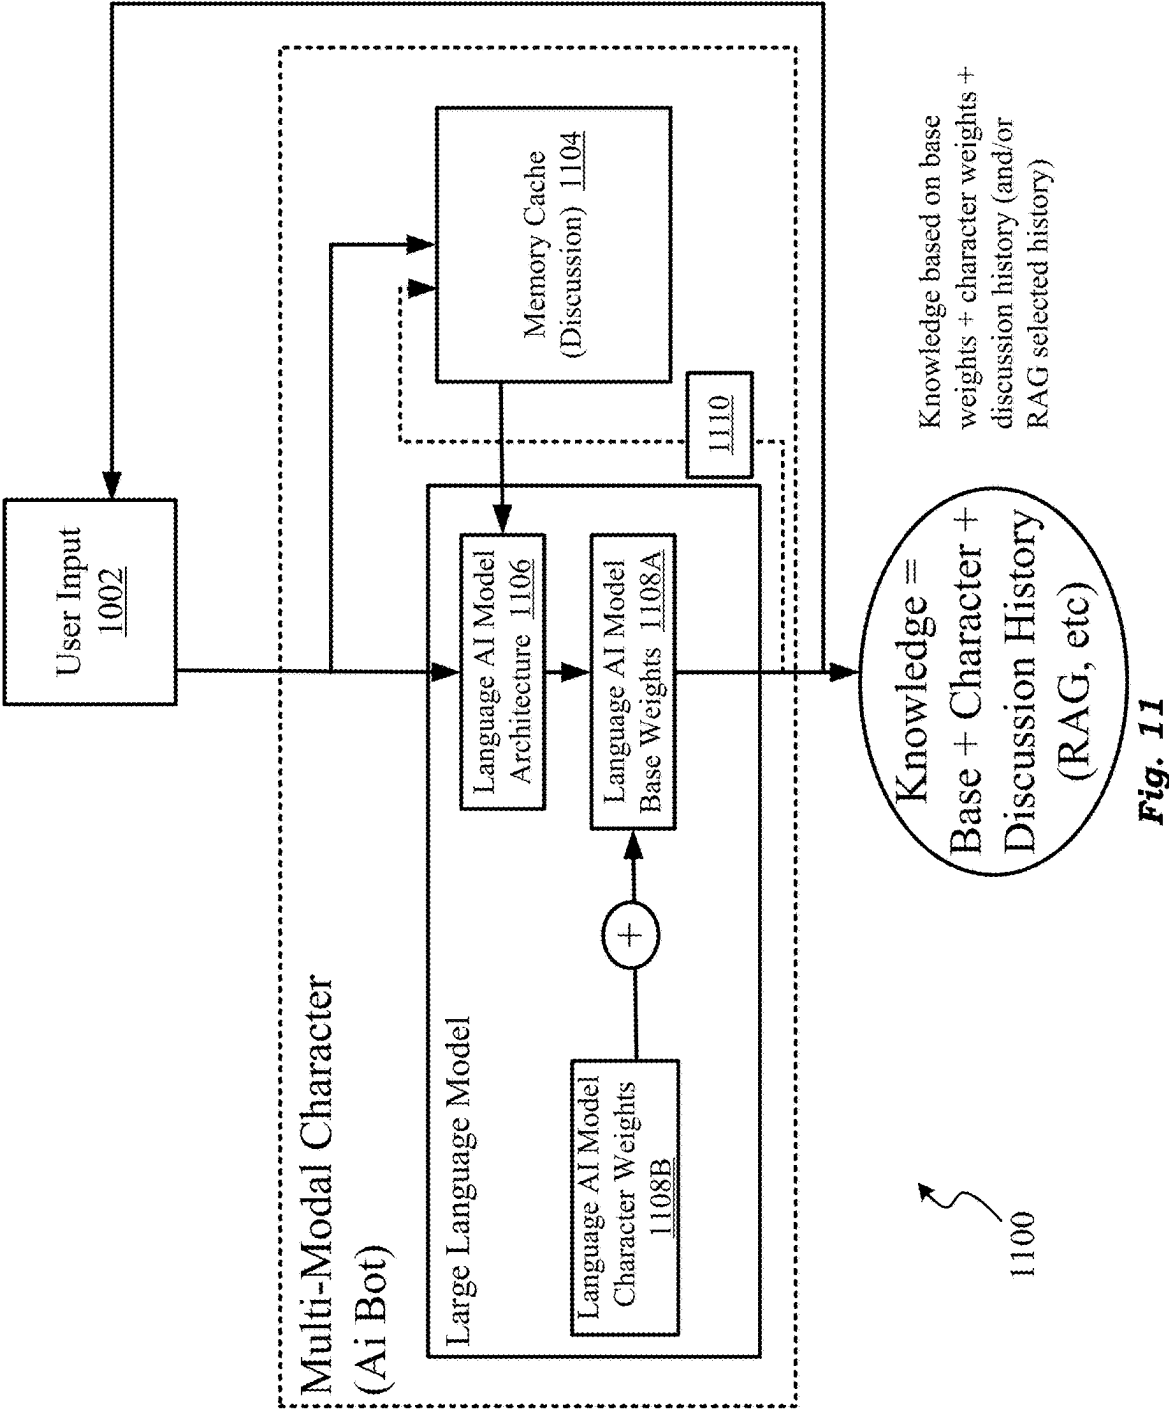 User Input
1002
Multi-Modal Character
(Ai Bot)
Memory Cache
(Discussion) 1104
Large Language Model
Language AI Model
Architecture 1106
Language AI Model
Base Weights 1108A
Language AI Model
Character Weights
1108B
+
1110
Knowledge =
Base + Character +
Discussion History
(RAG, etc)
Knowledge based on base
weights + character weights +
discussion history (and/or
RAG selected history)
1100
Fig. 11